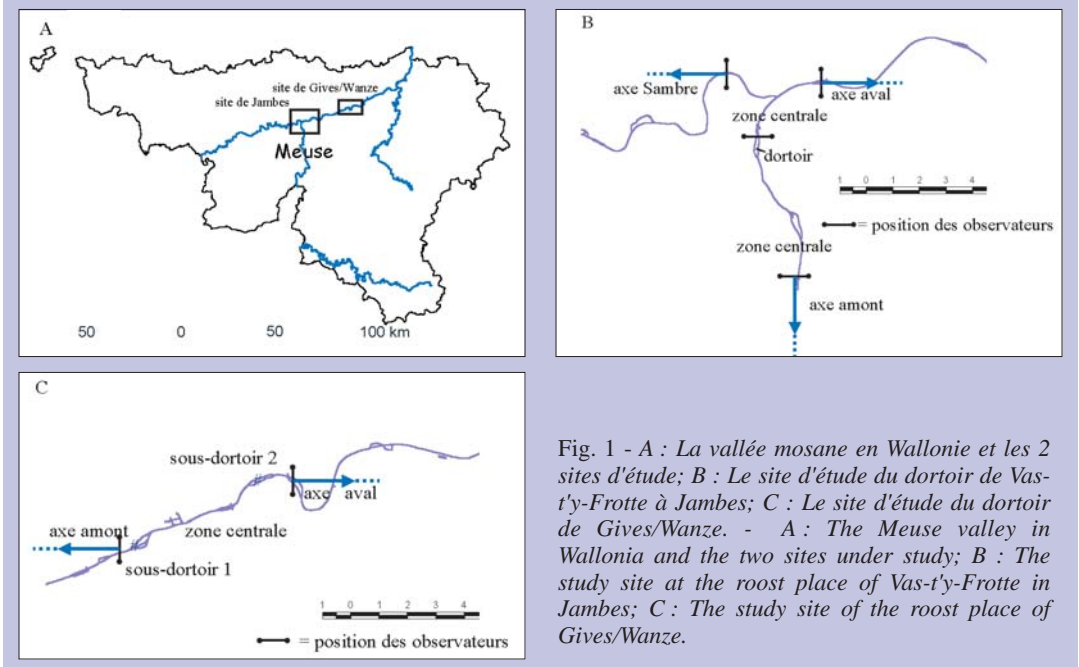 A
site de Gives/Wanze
site de Jambes
Meuse
50 0 50 100 km
B
axe Sambre
axe aval
zone centrale
dortoir
1 0 1 2 3 4
= position des observateurs
zone centrale
axe amont
C
sous-dortoir 2
axe aval
axe amont
zone centrale
sous-dortoir 1
1 0 1 2 3 4
= position des observateurs
Fig. 1 - A : La vallée mosane en Wallonie et les 2
sites d'étude; B : Le site d'étude du dortoir de Vas-
t'y-Frotte à Jambes; C : Le site d'étude du dortoir
de Gives/Wanze. - A : The Meuse valley in
Wallonia and the two sites under study; B : The
study site at the roost place of Vas-t'y-Frotte in
Jambes; C : The study site of the roost place of
Gives/Wanze.